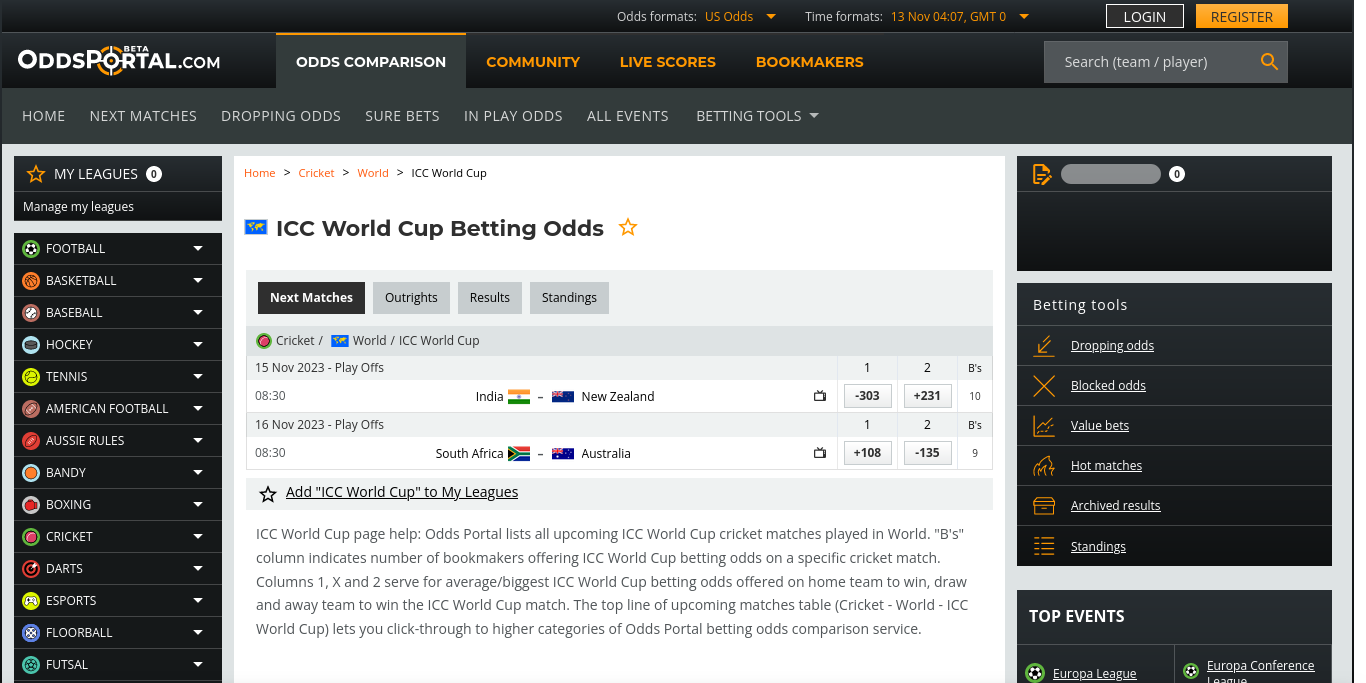 Odds formats: US Odds Time formats: 13 Nov 04:07, GMT 0 LOGIN REGISTER
ODDSPORTAL.COM BETA ODDS COMPARISON COMMUNITY LIVE SCORES BOOKMAKERS Search (team / player)
HOME NEXT MATCHES DROPPING ODDS SURE BETS IN PLAY ODDS ALL EVENTS BETTING TOOLS
MY LEAGUES 0
Manage my leagues
FOOTBALL
BASKETBALL
BASEBALL
HOCKEY
TENNIS
AMERICAN FOOTBALL
AUSSIE RULES
BANDY
BOXING
CRICKET
DARTS
ESPORTS
FLOORBALL
FUTSAL
Home > Cricket > World > ICC World Cup
ICC World Cup Betting Odds
Next Matches Outrights Results Standings
Cricket / World / ICC World Cup
15 Nov 2023 - Play Offs 1 2 B's
08:30 India – New Zealand -303 +231 10
16 Nov 2023 - Play Offs 1 2 B's
08:30 South Africa – Australia +108 -135 9
Add "ICC World Cup" to My Leagues
ICC World Cup page help: Odds Portal lists all upcoming ICC World Cup cricket matches played in World. "B's"
column indicates number of bookmakers offering ICC World Cup betting odds on a specific cricket match.
Columns 1, X and 2 serve for average/biggest ICC World Cup betting odds offered on home team to win, draw
and away team to win the ICC World Cup match. The top line of upcoming matches table (Cricket - World - ICC
World Cup) lets you click-through to higher categories of Odds Portal betting odds comparison service.
0
Betting tools
Dropping odds
Blocked odds
Value bets
Hot matches
Archived results
Standings
TOP EVENTS
Europa League
Europa Conference
League